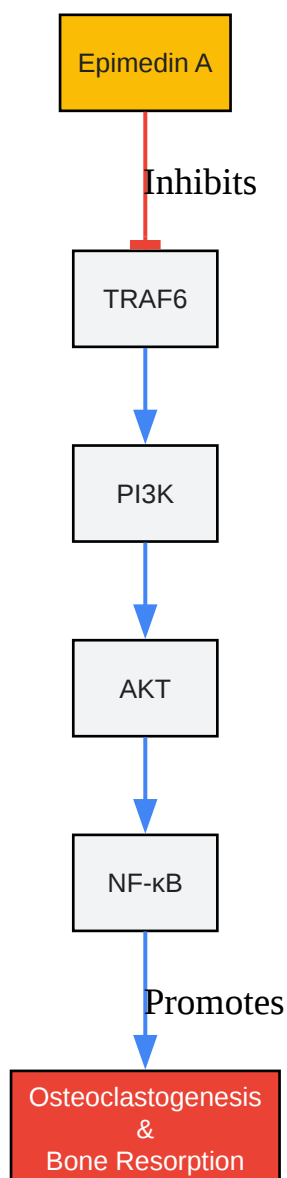 Epimedin A
Inhibits
TRAF6
PI3K
AKT
NF-κB
Promotes
Osteoclastogenesis
&
Bone Resorption